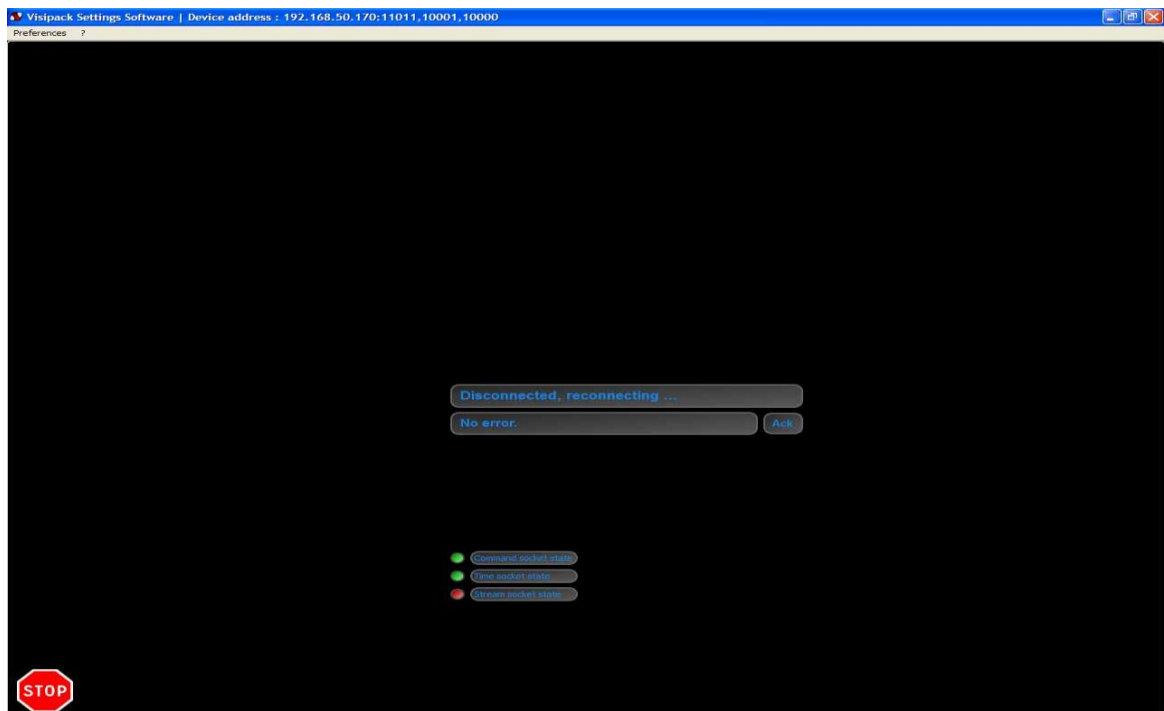 Visipack Settings Software | Device address : 192.168.50.170:11011,10001,10000
Preferences ?
Disconnected, reconnecting ...
No error. Ack
Command socket state
Time socket state
Stream socket state
STOP